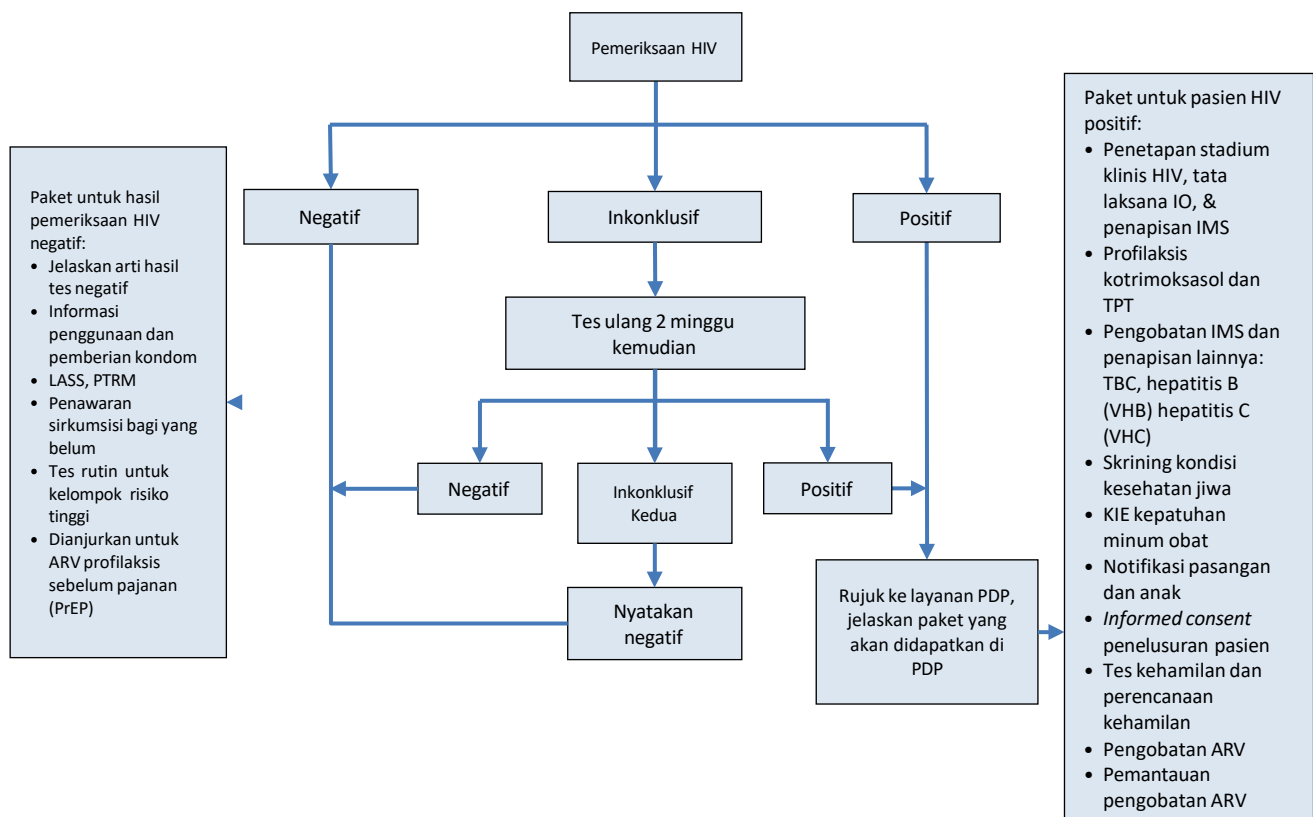 Pemeriksaan HIV
Negatif
Inkonklusif
Positif
Tes ulang 2 minggu
kemudian
Negatif
Inkonklusif
Kedua
Positif
Nyatakan
negatif
Rujuk ke layanan PDP,
jelaskan paket yang
akan didapatkan di
PDP
Paket untuk hasil
pemeriksaan HIV
negatif:
• Jelaskan arti hasil
tes negatif
• Informasi
penggunaan dan
pemberian kondom
• LASS, PTRM
• Penawaran
sirkumsisi bagi yang
belum
• Tes rutin untuk
kelompok risiko
tinggi
• Dianjurkan untuk
ARV profilaksis
sebelum pajanan
(PrEP)
Paket untuk pasien HIV
positif:
• Penetapan stadium
klinis HIV, tata
laksana IO, &
penapisan IMS
• Profilaksis
kotrimoksasol dan
TPT
• Pengobatan IMS dan
penapisan lainnya:
TBC, hepatitis B
(VHB) hepatitis C
(VHC)
• Skrining kondisi
kesehatan jiwa
• KIE kepatuhan
minum obat
• Notifikasi pasangan
dan anak
• Informed consent
penelusuran pasien
• Tes kehamilan dan
perencanaan
kehamilan
• Pengobatan ARV
• Pemantauan
pengobatan ARV